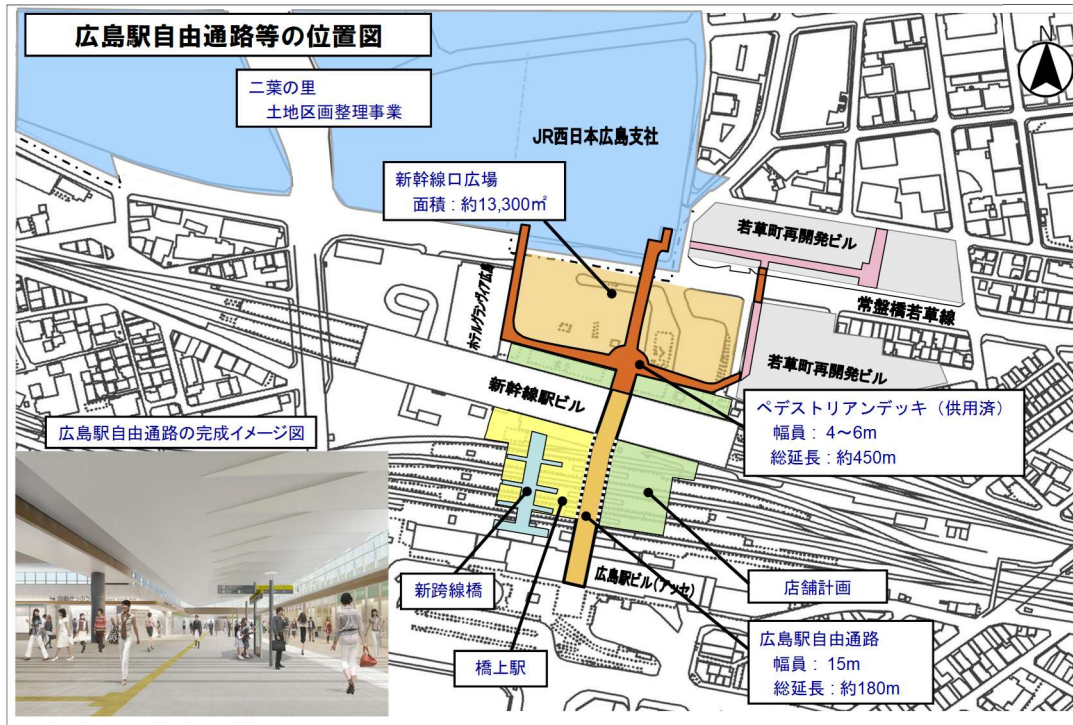 広島駅自由通路等の位置図
N
二葉の里
土地区画整理事業
JR西日本広島支社
新幹線口広場
面積：約13,300㎡
若草町再開発ビル
ホテルグランヴィア広島
常盤橋若草線
若草町再開発ビル
新幹線駅ビル
ペデストリアンデッキ（供用済）
幅員：4～6m
総延長：約450m
広島駅自由通路の完成イメージ図
新跨線橋
広島駅ビル(アッセ)
店舗計画
橋上駅
広島駅自由通路
幅員：15m
総延長：約180m